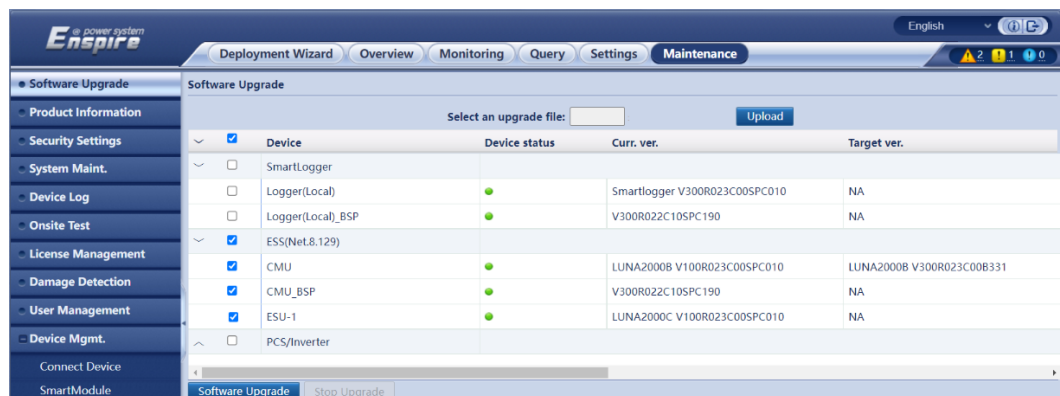 English
@ power system
Enspire
Deployment Wizard Overview Monitoring Query Settings Maintenance
2 1 0
Software Upgrade
Product Information
Security Settings
System Maint.
Device Log
Onsite Test
License Management
Damage Detection
User Management
Device Mgmt.
Connect Device
SmartModule
Software Upgrade
Select an upgrade file: Upload
Device Device status Curr. ver. Target ver.
SmartLogger
Logger(Local) Smartlogger V300R023C00SPC010 NA
Logger(Local)_BSP V300R022C10SPC190 NA
ESS(Net.8.129)
CMU LUNA2000B V100R023C00SPC010 LUNA2000B V300R023C00B331
CMU_BSP V300R022C10SPC190 NA
ESU-1 LUNA2000C V100R023C00SPC010 NA
PCS/Inverter
Software Upgrade Stop Upgrade